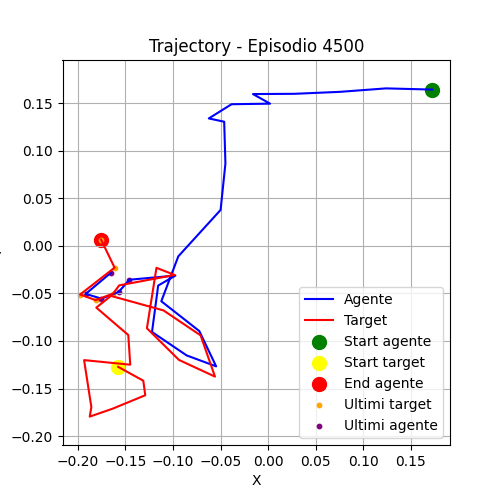 Trajectory - Episodio 4500
0.15
0.10
0.05
0.00
−0.05
−0.10
−0.15
−0.20
−0.20 −0.15 −0.10 −0.05 0.00 0.05 0.10 0.15
X
Agente
Target
Start agente
Start target
End agente
Ultimi target
Ultimi agente